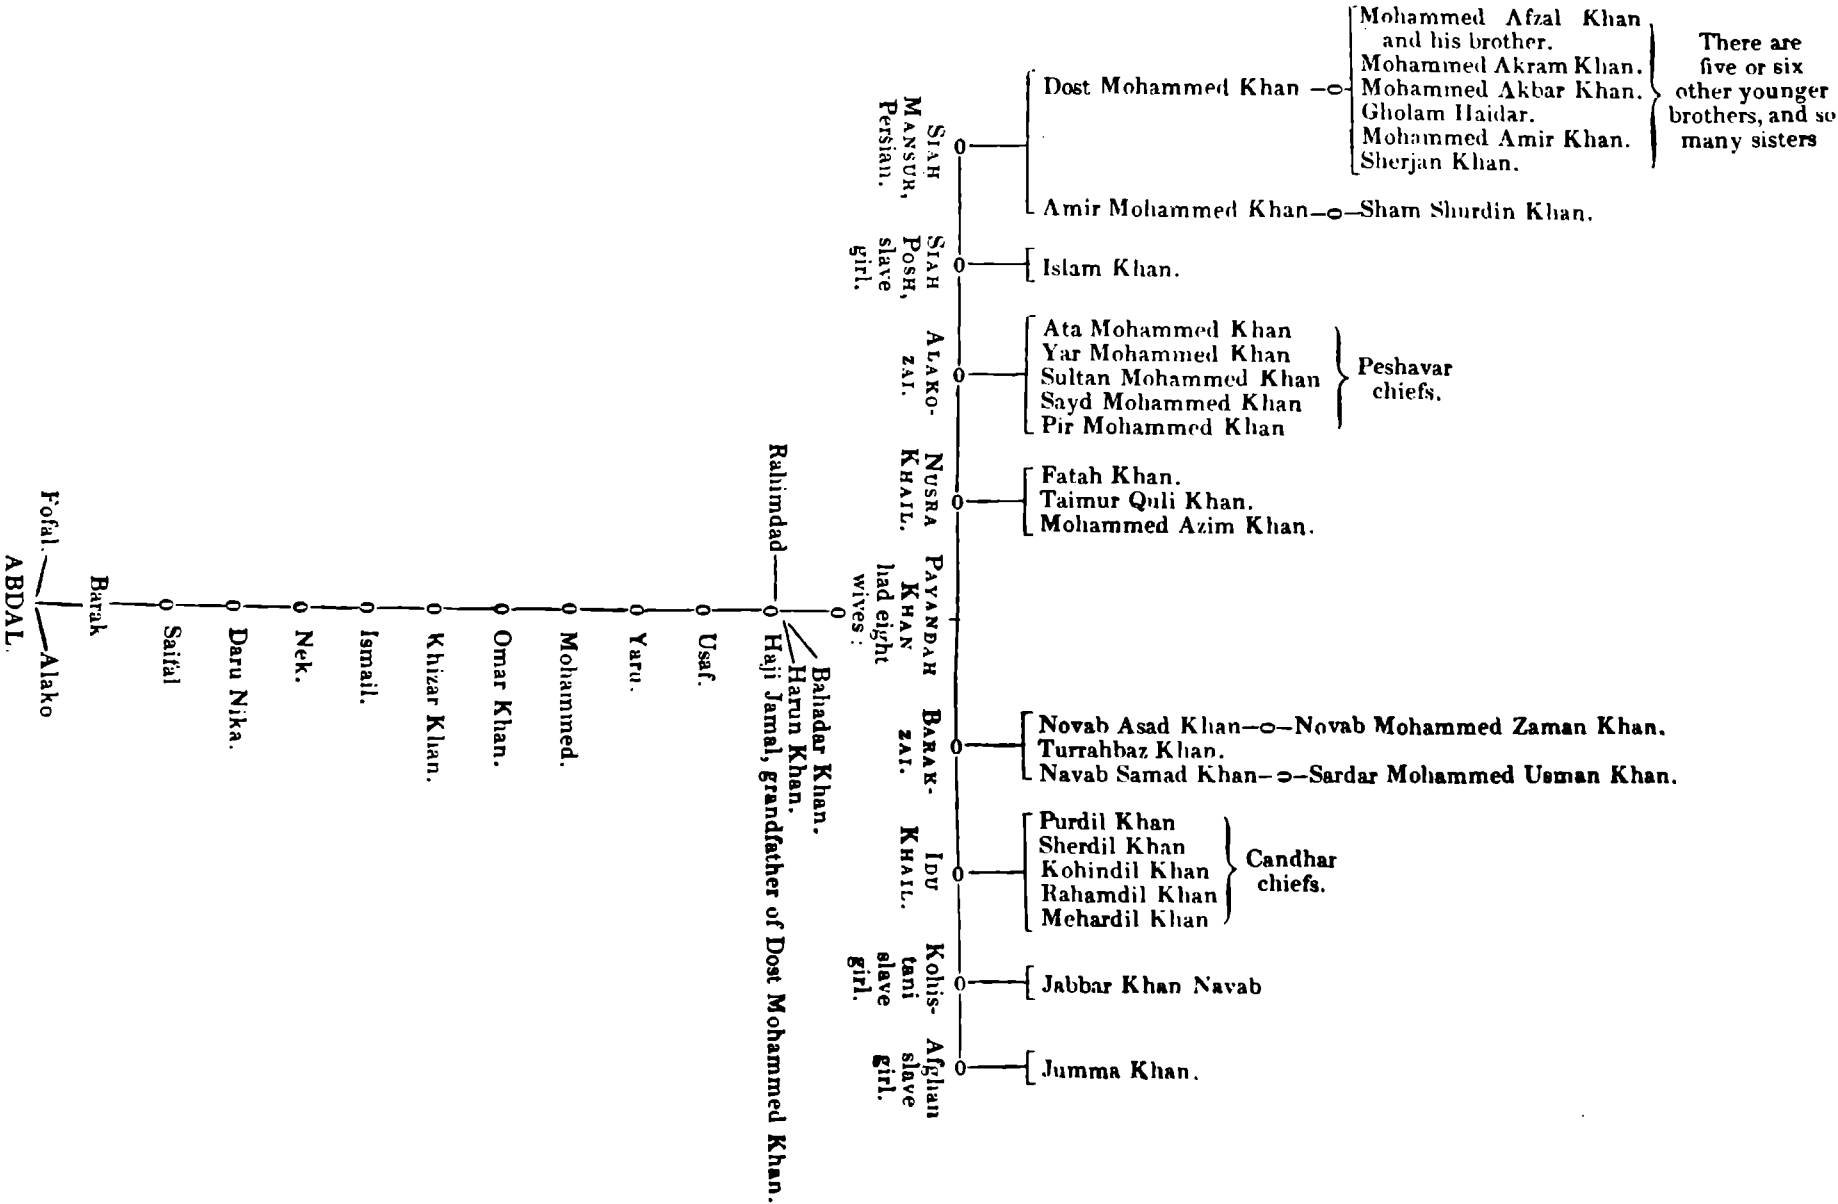 ABDAL.
Fofal.
Alako
Barak
Saifal
Daru Nika.
Nek.
Ismail.
Khizar Khan.
Omar Khan.
Mohammed.
Yaru.
Usaf.
Rahimdad
Haji Jamal, grandfather of Dost Mohammed Khan.
Harun Khan.
Bahadar Khan.
PAYANDAH
KHAN
had eight
wives:
SIAH
MANSUR,
Persian.
Dost Mohammed Khan
Mohammed Afzal Khan
and his brother.
Mohammed Akram Khan.
Mohammed Akbar Khan.
Gholam Haidar.
Mohammed Amir Khan.
Sherjan Khan.
There are
five or six
other younger
brothers, and so
many sisters
Amir Mohammed Khan—o—Sham Shurdin Khan.
SIAH
POSH,
slave
girl.
Islam Khan.
ALAKO-
ZAI.
Ata Mohammed Khan
Yar Mohammed Khan
Sultan Mohammed Khan
Sayd Mohammed Khan
Pir Mohammed Khan
Peshavar
chiefs.
NUSRA
KHAIL.
Fatah Khan.
Taimur Quli Khan.
Mohammed Azim Khan.
BARAK-
ZAI.
Novab Asad Khan—o—Novab Mohammed Zaman Khan.
Turrahbaz Khan.
Navab Samad Khan—o—Sardar Mohammed Usman Khan.
IDU
KHAIL.
Purdil Khan
Sherdil Khan
Kohindil Khan
Rahamdil Khan
Mehardil Khan
Candhar
chiefs.
Kohis-
tani
slave
girl.
Jabbar Khan Navab
Afghan
slave
girl.
Jumma Khan.